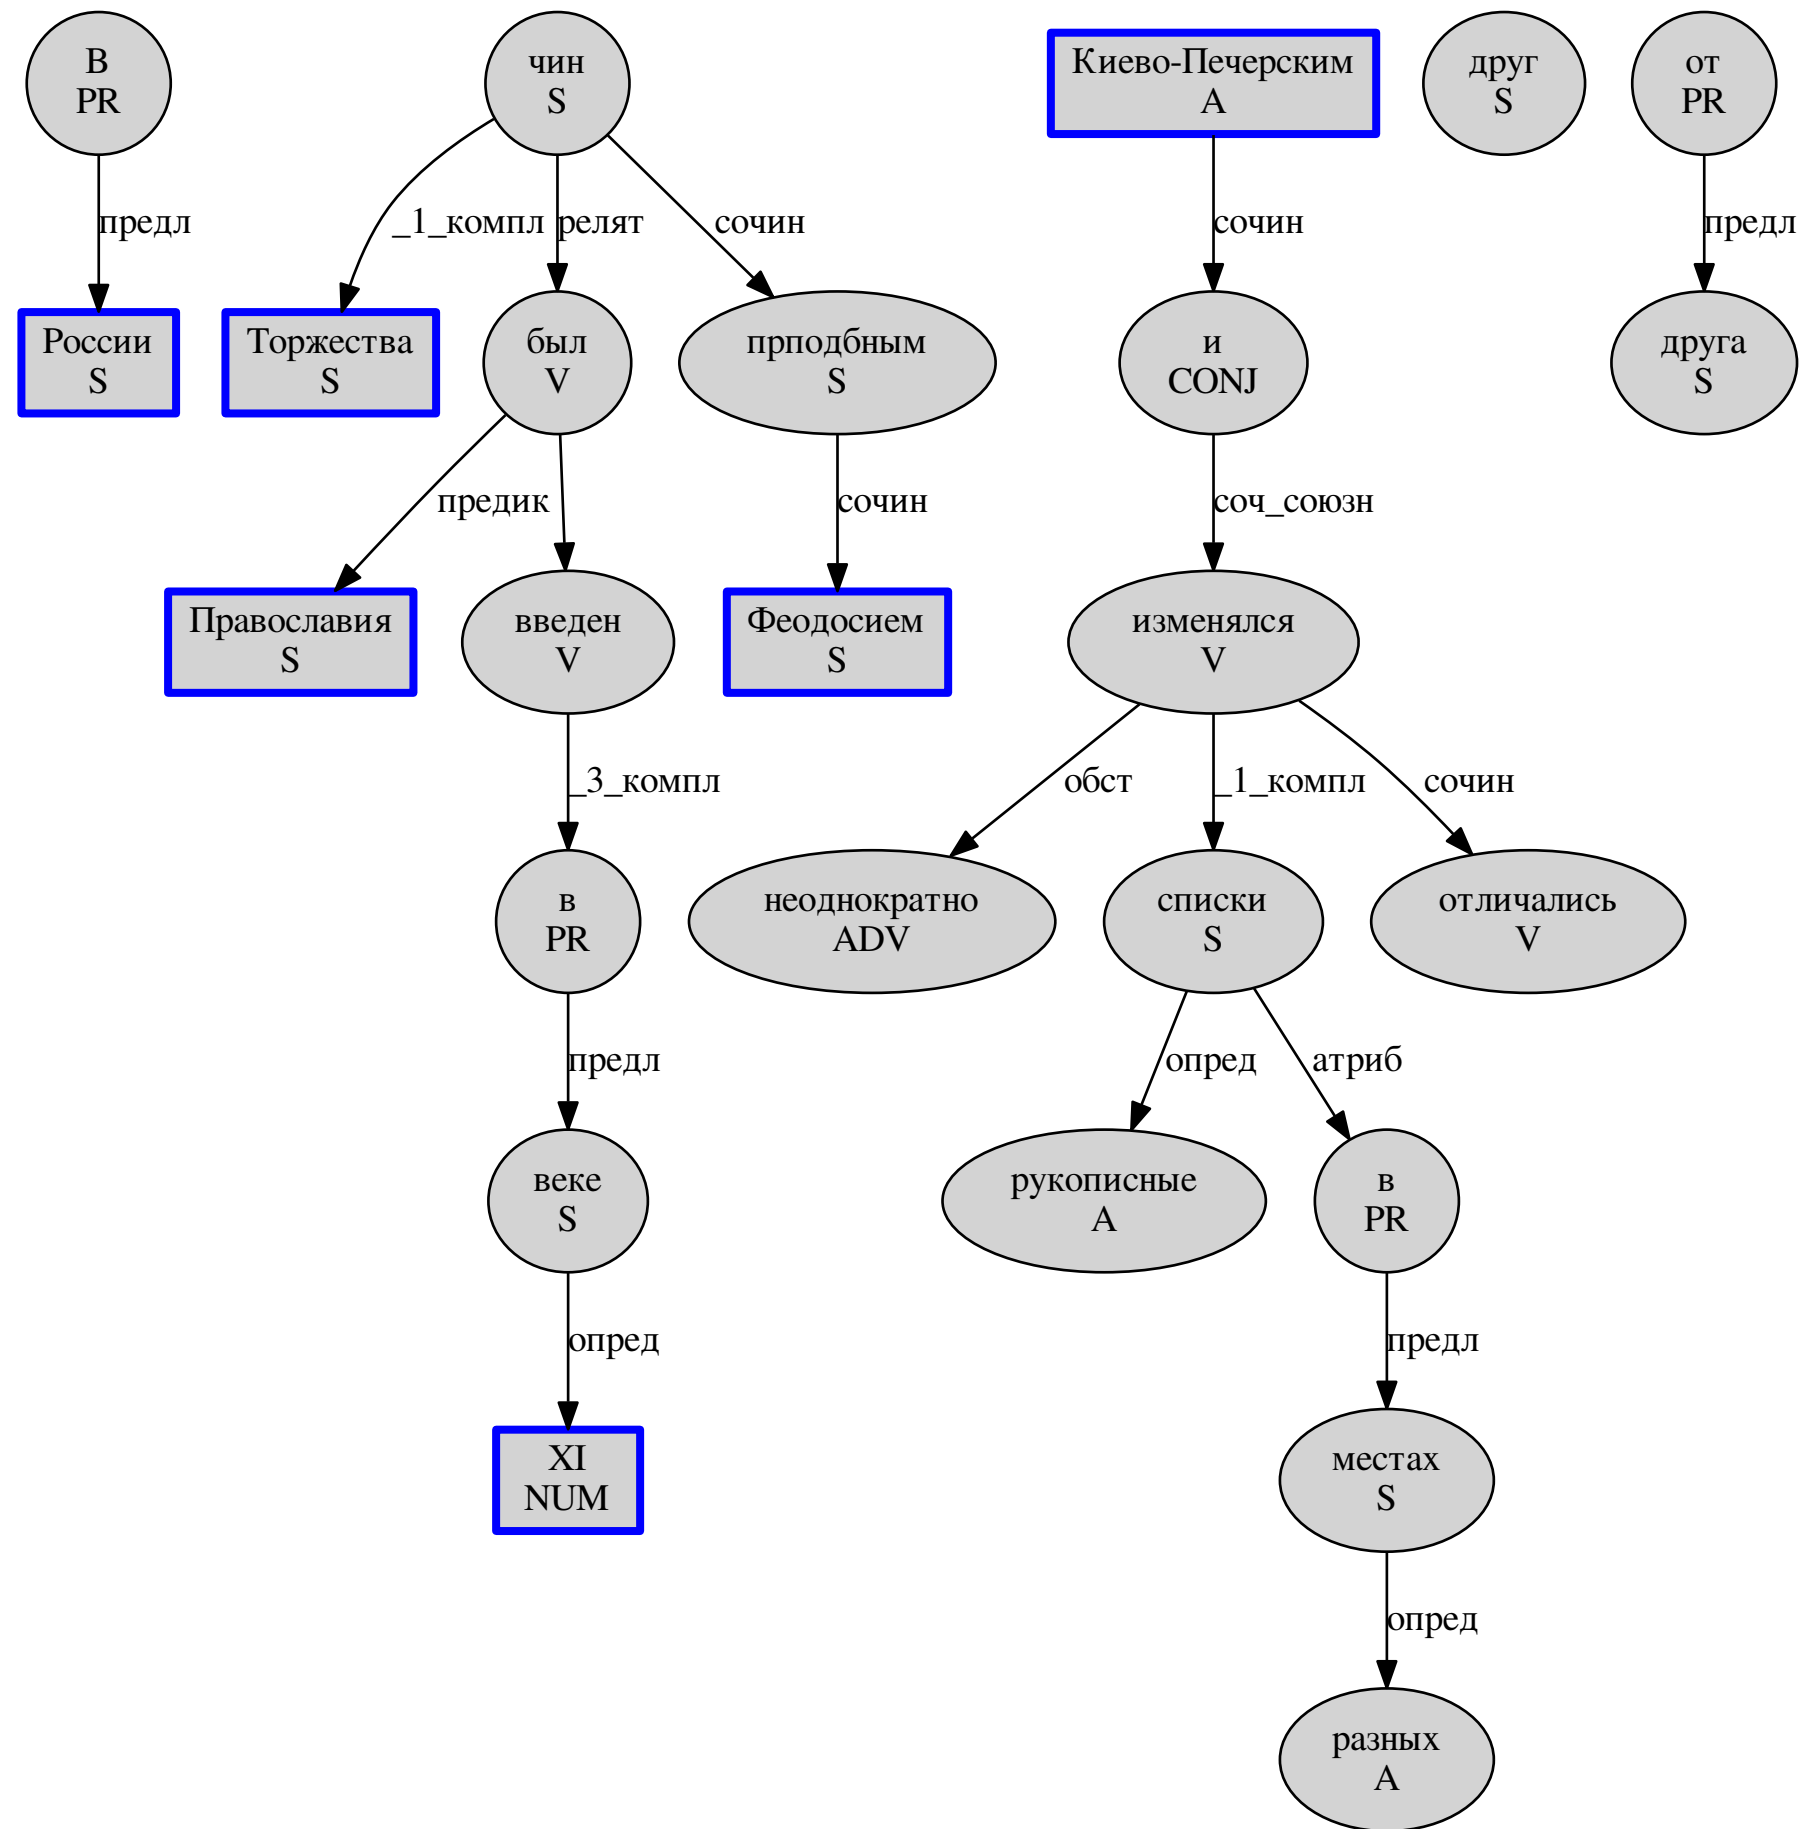 В
PR
чин
S
Киево-Печерским
A
друг
S
от
PR
предл
_1_компл
релят
сочин
сочин
предл
России
S
Торжества
S
был
V
прподбным
S
и
CONJ
друга
S
предик
сочин
соч_союзн
Православия
S
введен
V
Феодосием
S
изменялся
V
_3_компл
обст
_1_компл
сочин
в
PR
неоднократно
ADV
списки
S
отличались
V
предл
опред
атриб
веке
S
рукописные
A
в
PR
опред
предл
XI
NUM
местах
S
опред
разных
A